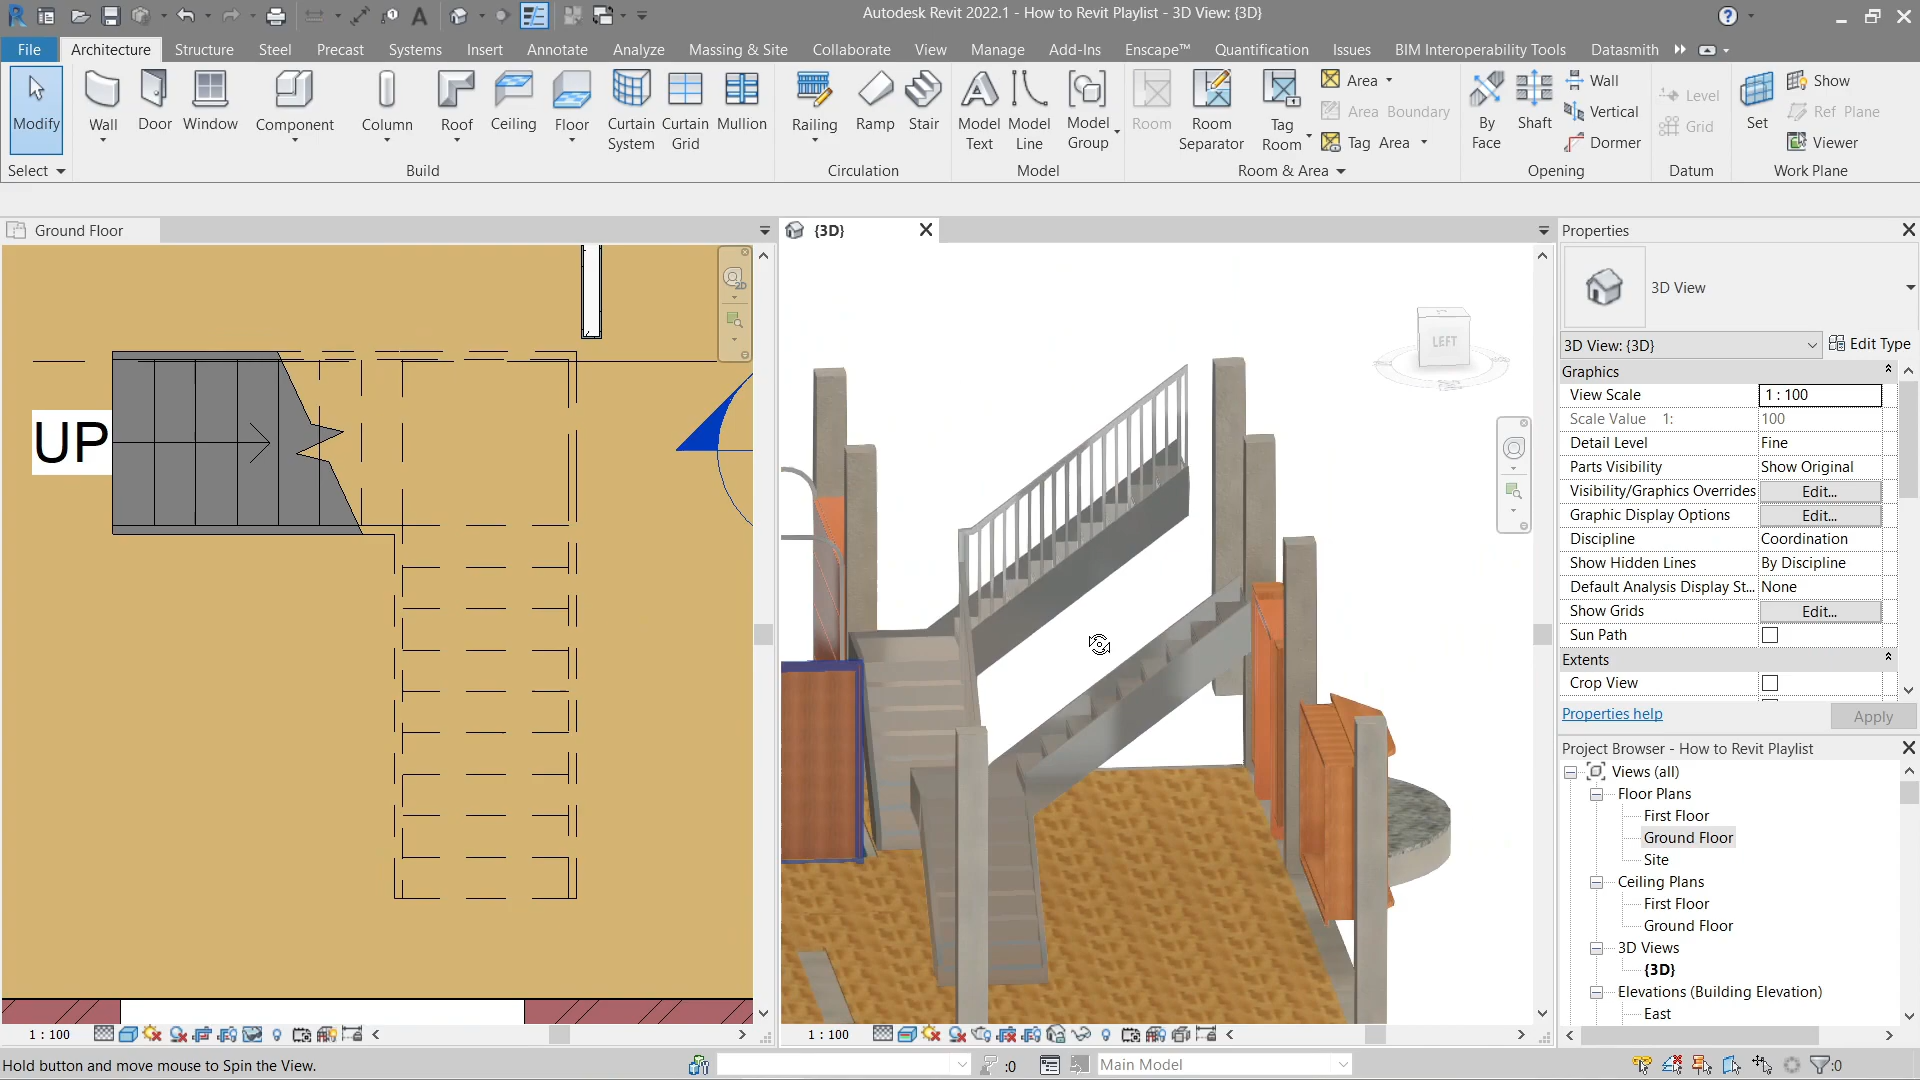 Autodesk Revit 2022.1 - How to Revit Playlist - 3D View: {3D}
File Architecture Structure Steel Precast Systems Insert Annotate Analyze Massing & Site Collaborate View Manage Add-Ins Enscape™ Quantification Issues BIM Interoperability Tools Datasmith
Modify Wall Door Window Component Column Roof Ceiling Floor Curtain System Curtain Grid Mullion Railing Ramp Stair Model Text Model Line Model Group Room Room Separator Tag Room
Area
Area Boundary
Tag Area
By Face Shaft
Wall
Vertical
Dormer
Level
Grid
Set
Show
Ref Plane
Viewer
Select Build Circulation Model Room & Area Opening Datum Work Plane
Ground Floor
{3D}
Properties
UP
2D
LEFT
3D View
3D View: {3D} Edit Type
Graphics
View Scale 1 : 100
Scale Value 1: 100
Detail Level Fine
Parts Visibility Show Original
Visibility/Graphics Overrides Edit...
Graphic Display Options Edit...
Discipline Coordination
Show Hidden Lines By Discipline
Default Analysis Display St... None
Show Grids Edit...
Sun Path
Extents
Crop View
Properties help Apply
Project Browser - How to Revit Playlist
Views (all)
Floor Plans
First Floor
Ground Floor
Site
Ceiling Plans
First Floor
Ground Floor
3D Views
{3D}
Elevations (Building Elevation)
East
1 : 100
1 : 100
Hold button and move mouse to Spin the View.
:0
Main Model
:0